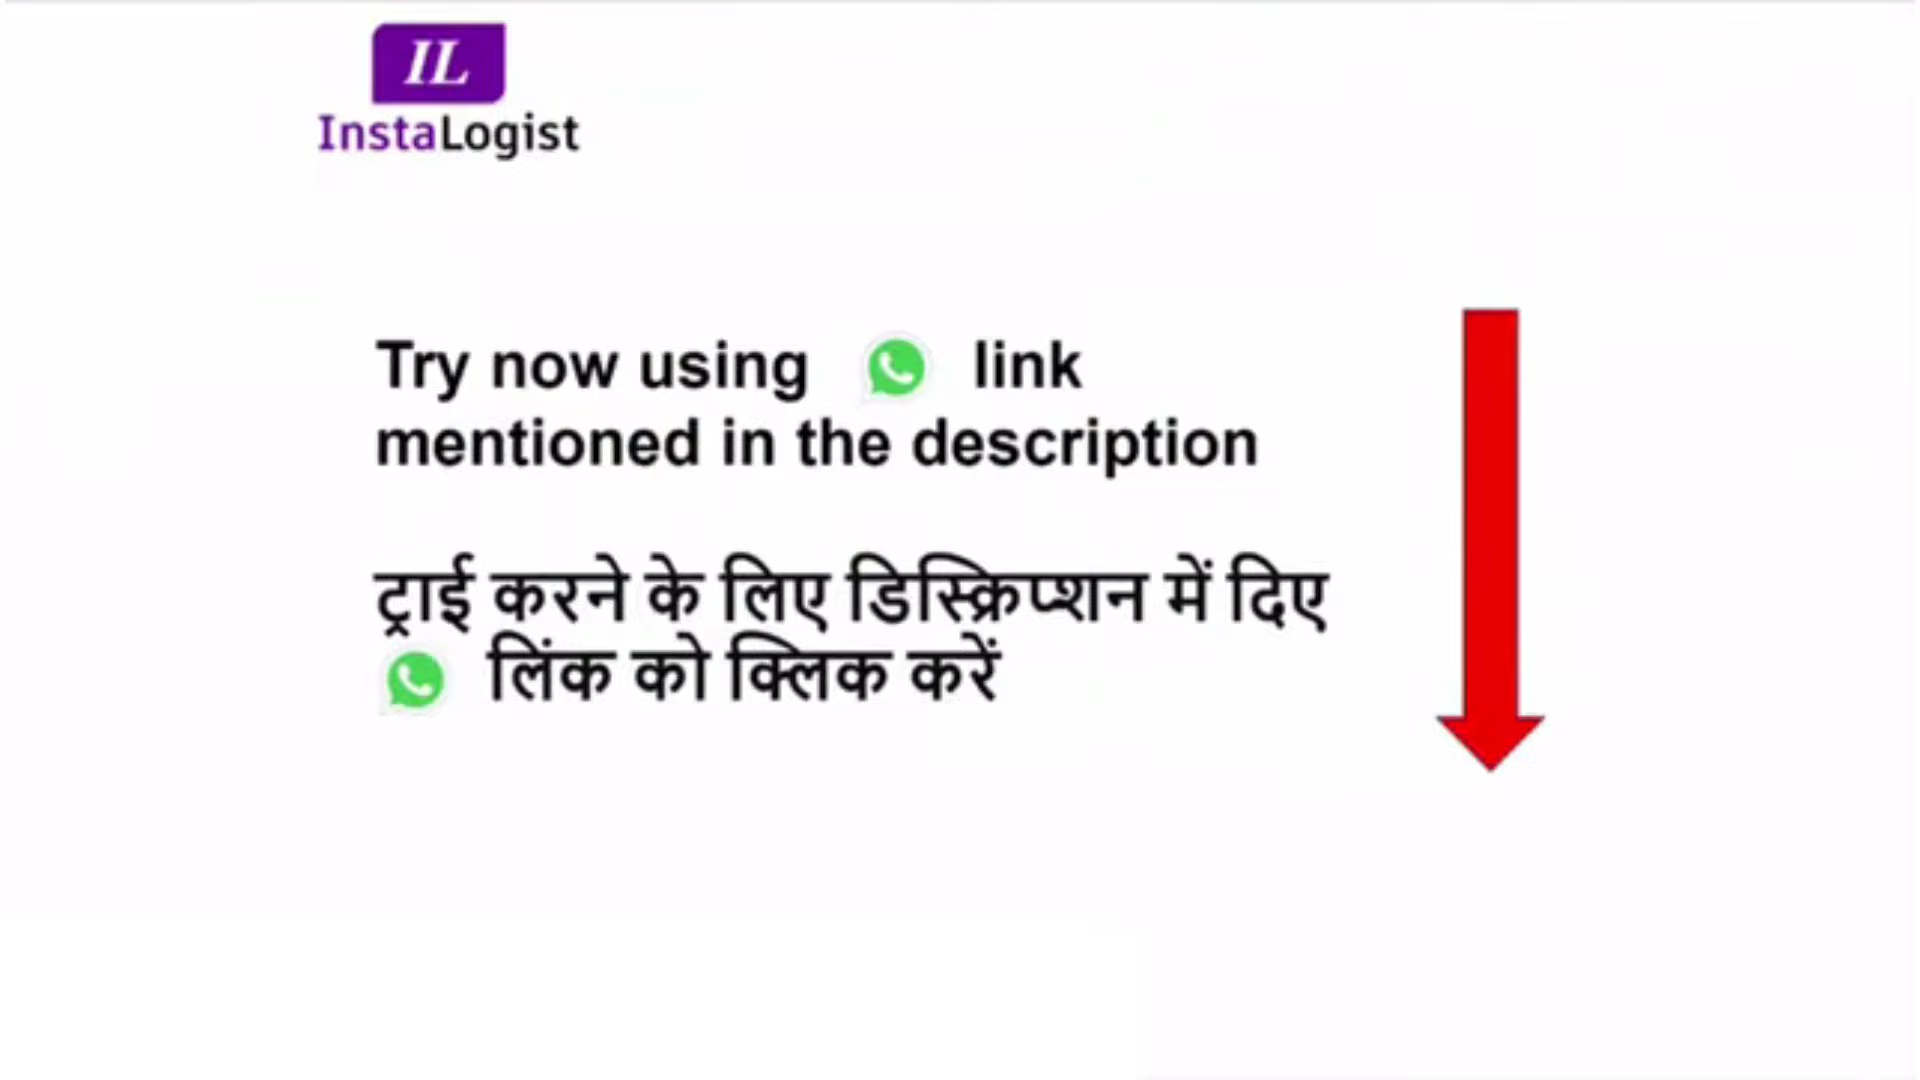 IL
InstaLogist
Try now using link
mentioned in the description
ट्राई करने के लिए डिस्क्रिप्शन में दिए
लिंक को क्लिक करें